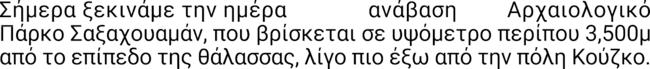 Σήμερα ξεκινάμε την ημέρα ανάβαση Αρχαιολογικό
Πάρκο Σαξαχουαμάν, που βρίσκεται σε υψόμετρο περίπου 3,500μ
από το επίπεδο της θάλασσας, λίγο πιο έξω από την πόλη Κούζκο.